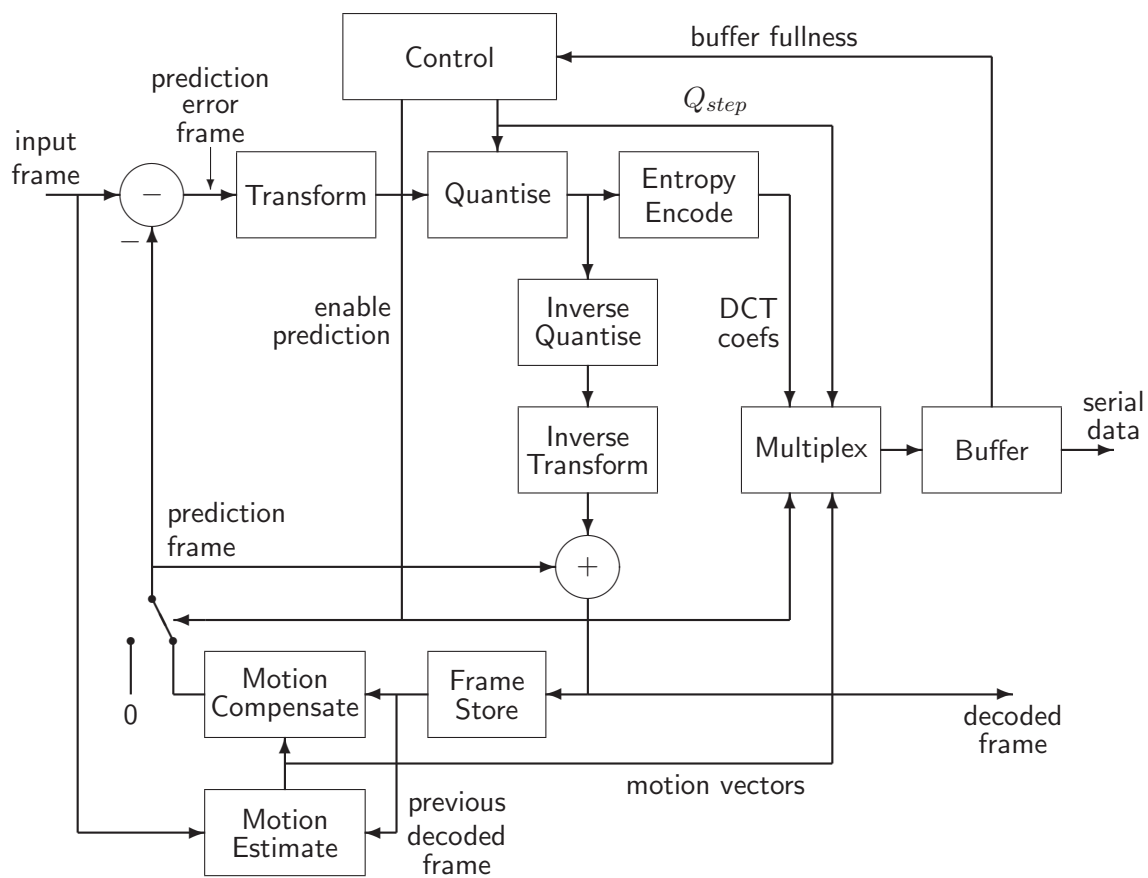 buffer fullness
Control
prediction
error
frame
Q_step
input
frame
−
Transform
Quantise
Entropy
Encode
−
enable
prediction
Inverse
Quantise
DCT
coefs
serial
data
Inverse
Transform
Multiplex
Buffer
prediction
frame
+
Motion
Compensate
Frame
Store
0
decoded
frame
motion vectors
previous
decoded
frame
Motion
Estimate